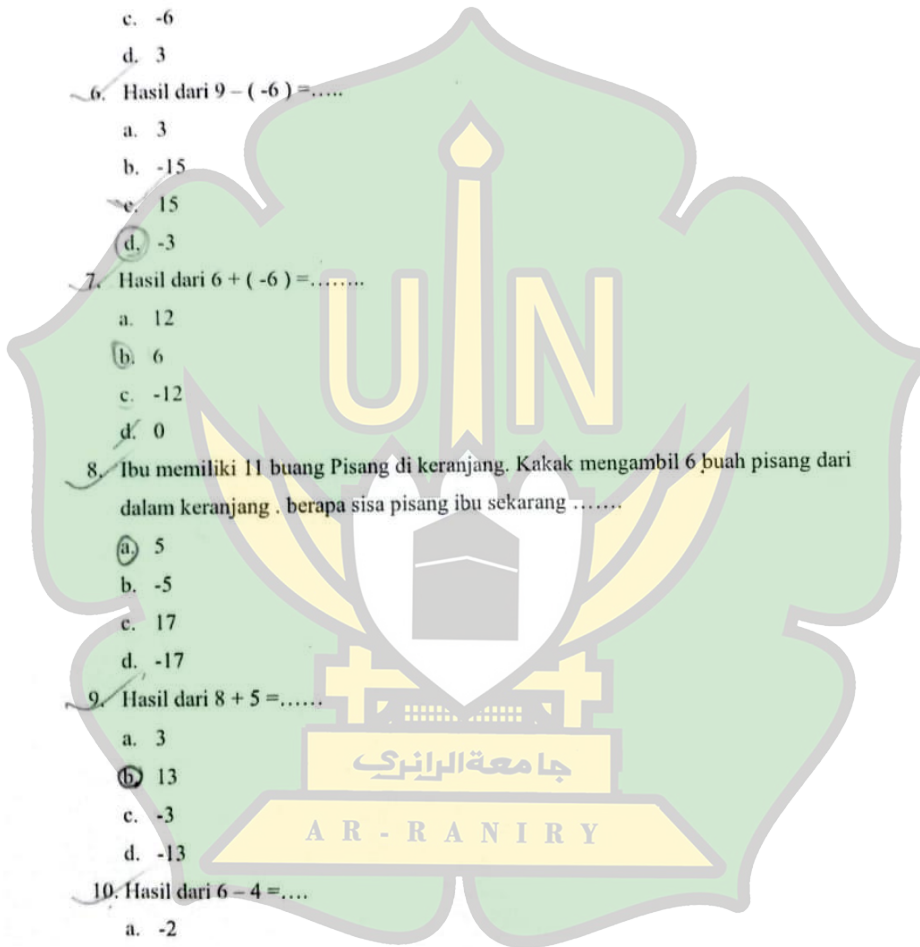 c. -6
d. 3
6. Hasil dari 9 – ( -6 ) =.....
a. 3
b. -15
c. 15
d. -3
7. Hasil dari 6 + ( -6 ) =........
a. 12
b. 6
c. -12
d. 0
8. Ibu memiliki 11 buang Pisang di keranjang. Kakak mengambil 6 buah pisang dari
dalam keranjang . berapa sisa pisang ibu sekarang .......
a. 5
b. -5
c. 17
d. -17
9. Hasil dari 8 + 5 =......
a. 3
b. 13
c. -3
d. -13
10. Hasil dari 6 – 4 =....
a. -2
UIN
جامعةالرانري
AR-RANIRY